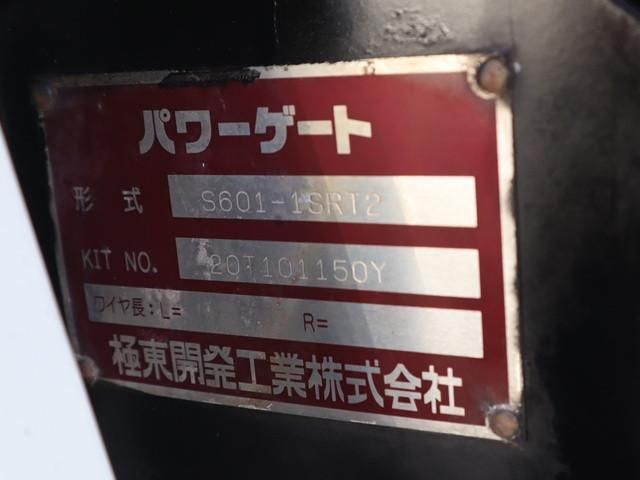 パワーゲート
形式 S601-1SRT2
KIT NO. 20T101150Y
ワイヤ長:L= R=
極東開発工業株式会社